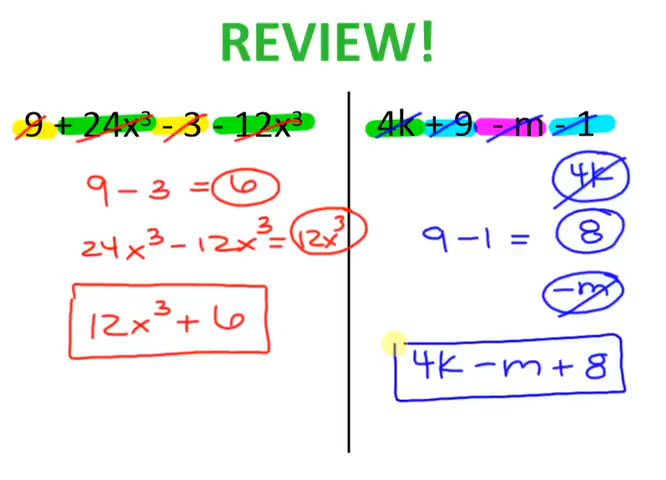 REVIEW!
9 + 24x³ - 3 - 12x³
9 - 3 = 6
24x³ - 12x³ = 12x³
12x³ + 6
4k + 9 - m - 1
4k
9 - 1 = 8
-m
4k - m + 8